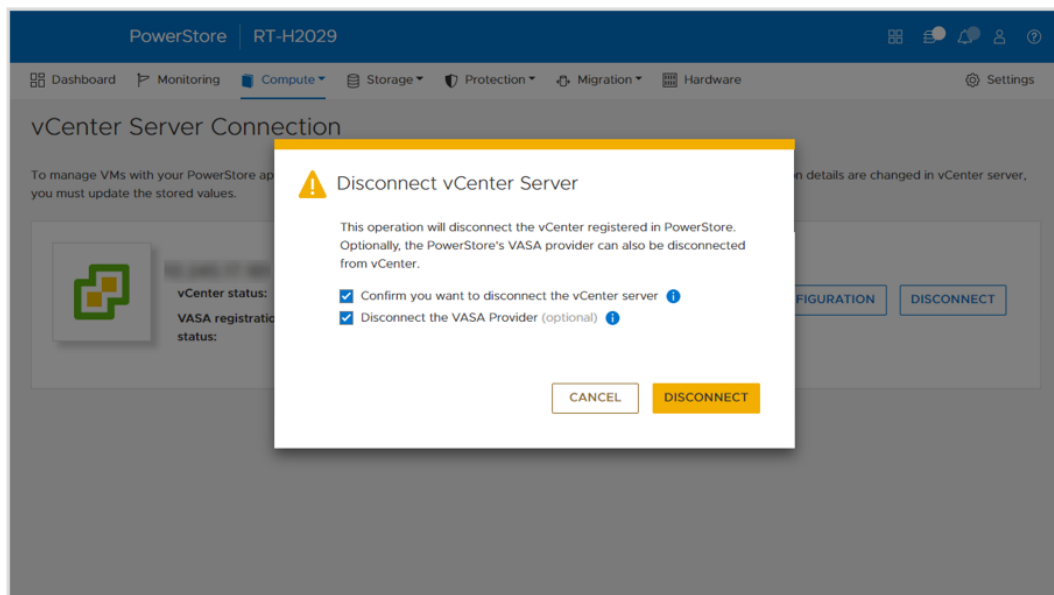 PowerStore RT-H2029
Dashboard Monitoring Compute Storage Protection Migration Hardware Settings
vCenter Server Connection
To manage VMs with your PowerStore ap
n details are changed in vCenter server,
you must update the stored values.
Disconnect vCenter Server
This operation will disconnect the vCenter registered in PowerStore.
Optionally, the PowerStore's VASA provider can also be disconnected
from vCenter.
Confirm you want to disconnect the vCenter server
Disconnect the VASA Provider (optional)
CANCEL DISCONNECT
vCenter status:
VASA registratio
status:
FIGURATION DISCONNECT